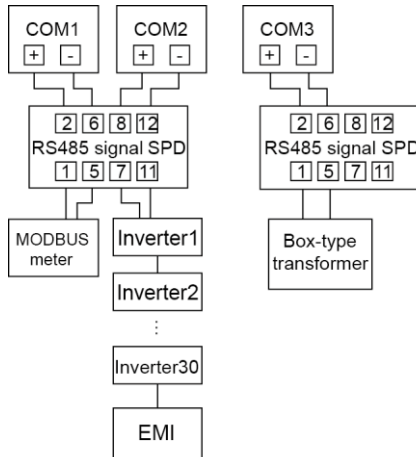 COM1 COM2 COM3
+ - + - + -
2 6 8 12 2 6 8 12
RS485 signal SPD RS485 signal SPD
1 5 7 11 1 5 7 11
MODBUS
meter
Inverter1
Box-type
transformer
Inverter2
⋮
Inverter30
EMI